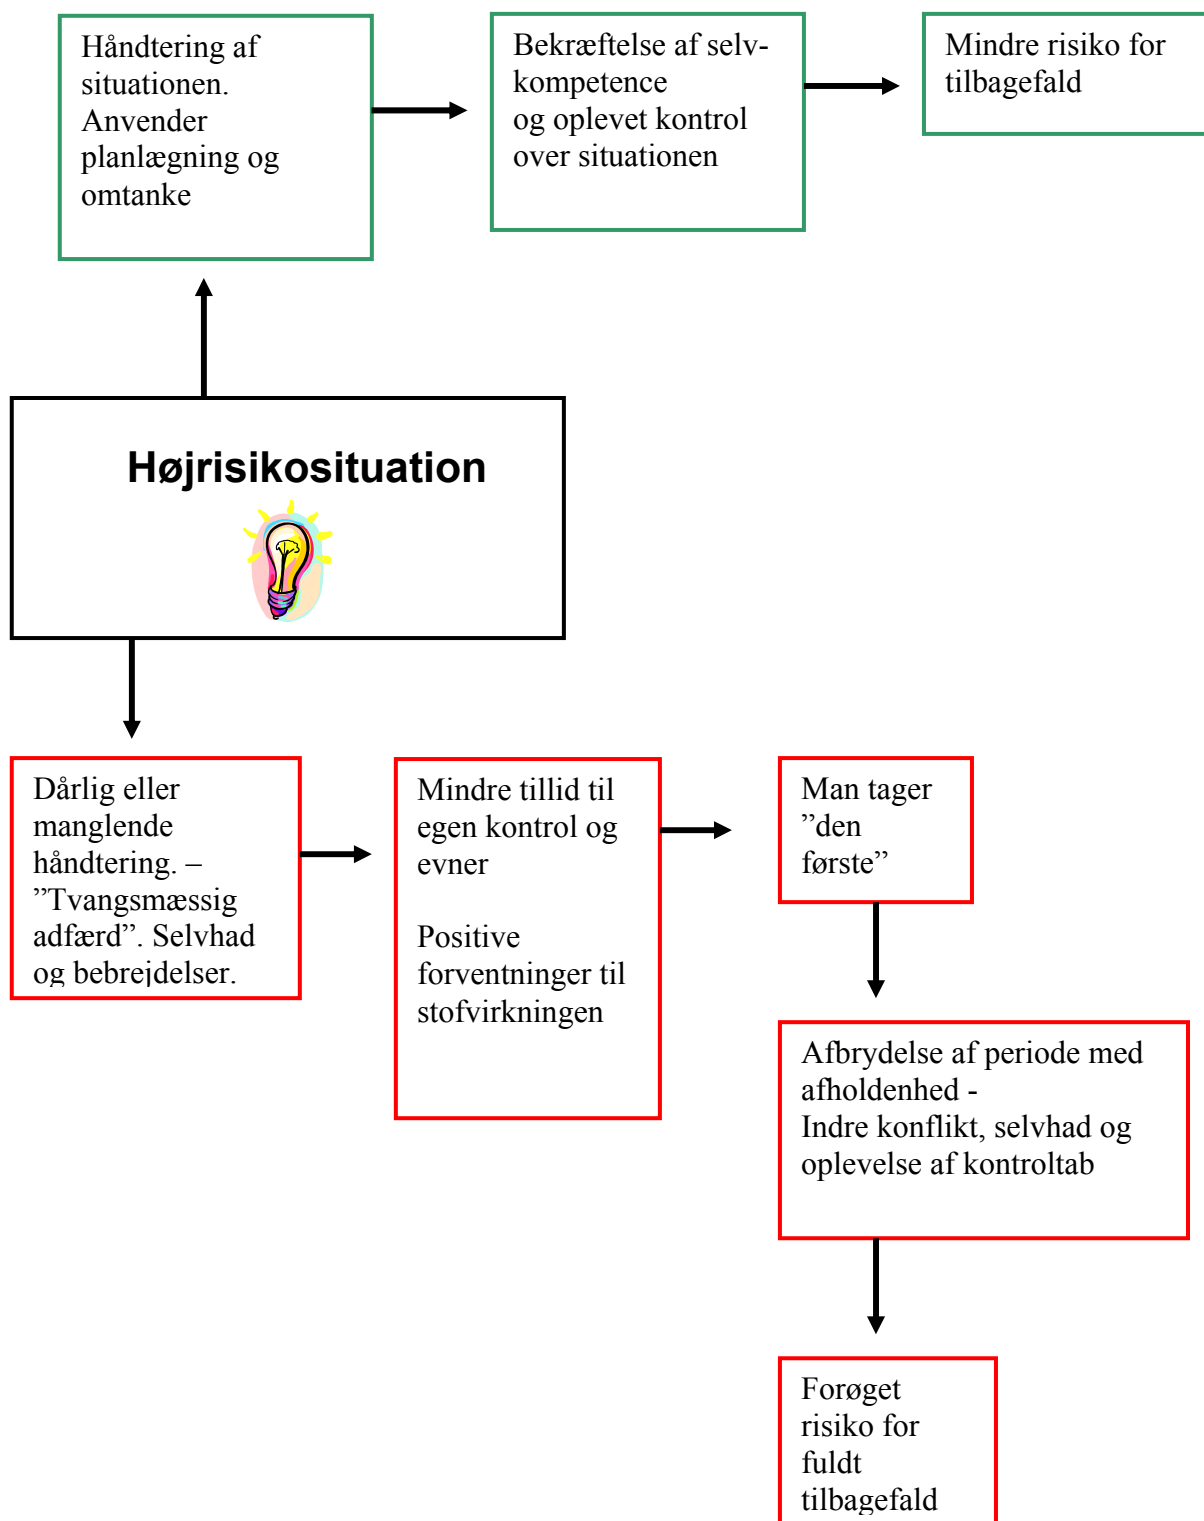 Håndtering af
situationen.
Anvender
planlægning og
omtanke
Bekræftelse af selv-
kompetence
og oplevet kontrol
over situationen
Mindre risiko for
tilbagefald
Højrisikosituation
Dårlig eller
manglende
håndtering. –
”Tvangsmæssig
adfærd”. Selvhad
og bebrejdelser.
Mindre tillid til
egen kontrol og
evner
Positive
forventninger til
stofvirkningen
Man tager
”den
første”
Afbrydelse af periode med
afholdenhed -
Indre konflikt, selvhad og
oplevelse af kontroltab
Forøget
risiko for
fuldt
tilbagefald